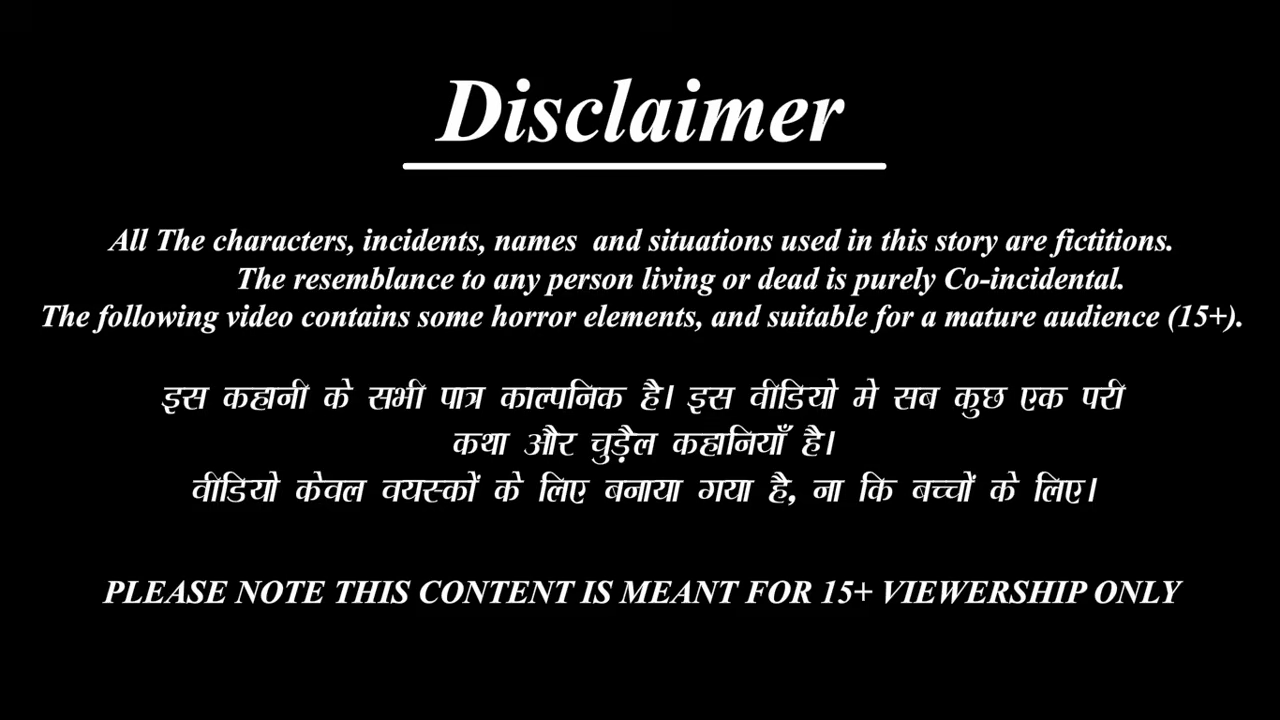 Disclaimer
All The characters, incidents, names and situations used in this story are fictitions.
The resemblance to any person living or dead is purely Co-incidental.
The following video contains some horror elements, and suitable for a mature audience (15+).
इस कहानी के सभी पात्र काल्पनिक है। इस वीडियो मे सब कुछ एक परी
कथा और चुड़ैल कहानियाँ है।
वीडियो केवल वयस्कों के लिए बनाया गया है, ना कि बच्चों के लिए।
PLEASE NOTE THIS CONTENT IS MEANT FOR 15+ VIEWERSHIP ONLY